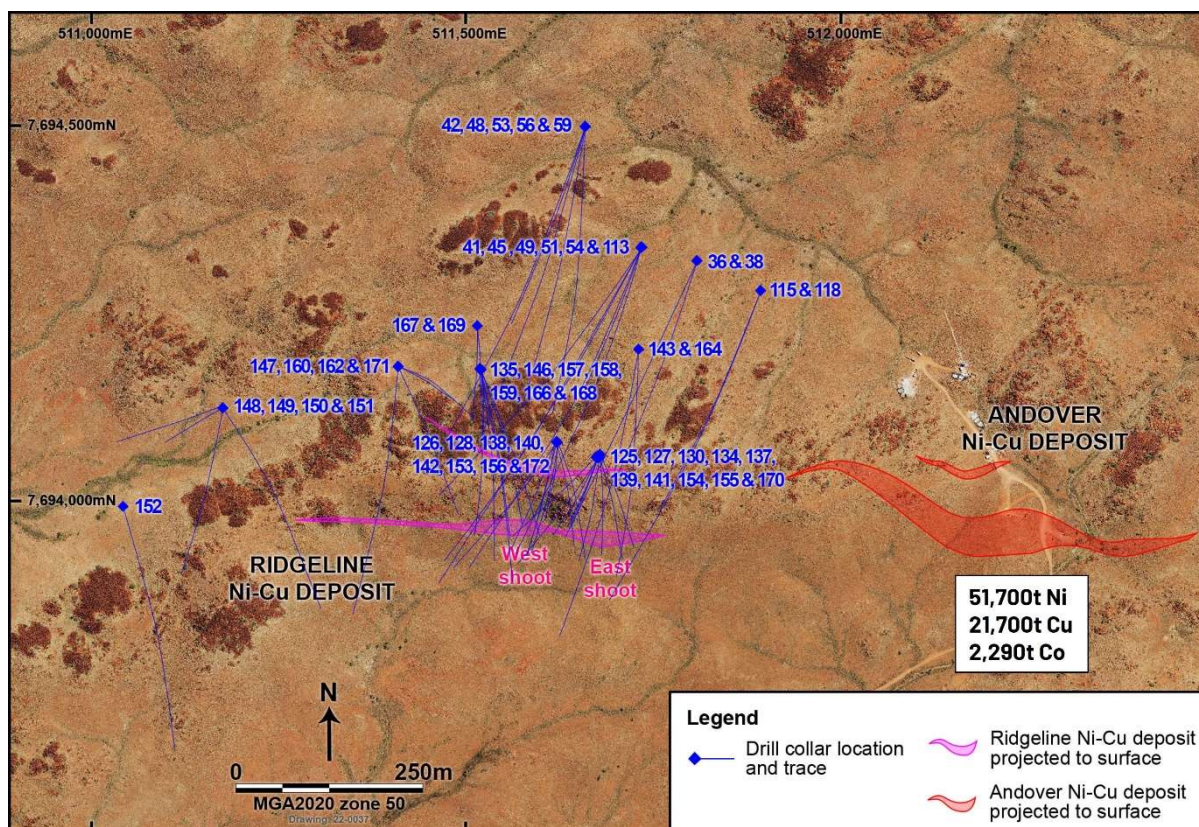 511,000mE
511,500mE
512,000mE
7,694,500mN
42, 48, 53, 56 & 59
41, 45, 49, 51, 54 & 113
36 & 38
115 & 118
167 & 169
143 & 164
147, 160, 162 & 171
135, 146, 157, 158,
159, 166 & 168
148, 149, 150 & 151
ANDOVER
Ni-Cu DEPOSIT
126, 128, 138, 140,
142, 153, 156 & 172
125, 127, 130, 134, 137,
139, 141, 154, 155 & 170
7,694,000mN
152
RIDGELINE
Ni-Cu DEPOSIT
West
shoot
East
shoot
51,700t Ni
21,700t Cu
2,290t Co
N
0
250m
MGA2020 zone 50
Drawing: 22-0037
Legend
Drill collar location
and trace
Ridgeline Ni-Cu deposit
projected to surface
Andover Ni-Cu deposit
projected to surface